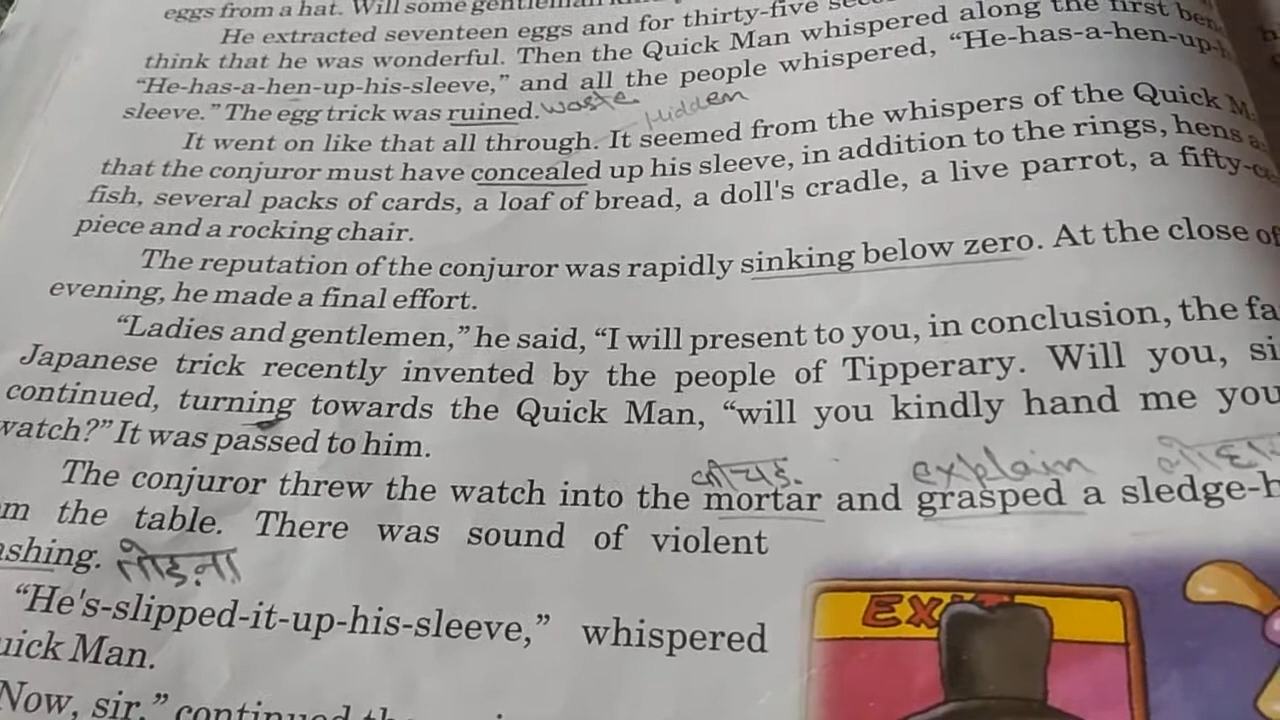 eggs from a hat. Will some
He extracted seventeen eggs and for thirty-five
think that he was wonderful. Then the Quick Man whispered along the first
"He-has-a-hen-up-his-sleeve," and all the people whispered, "He-has-a-hen-up-
sleeve." The egg trick was ruined. waste
Hidden
It went on like that all through. It seemed from the whispers of the Quick
that the conjuror must have concealed up his sleeve, in addition to the rings, hens
fish, several packs of cards, a loaf of bread, a doll's cradle, a live parrot, a fifty-
piece and a rocking chair.
The reputation of the conjuror was rapidly sinking below zero. At the close of
evening, he made a final effort.
"Ladies and gentlemen," he said, "I will present to you, in conclusion, the fa
Japanese trick recently invented by the people of Tipperary. Will you, si
continued, turning towards the Quick Man, "will you kindly hand me you
watch?" It was passed to him.
explain
The conjuror threw the watch into the mortar and grasped a sledge-h
m the table. There was sound of violent
ashing. तोड़ना
"He's-slipped-it-up-his-sleeve," whispered
uick Man.
Now, sir," continued
EX